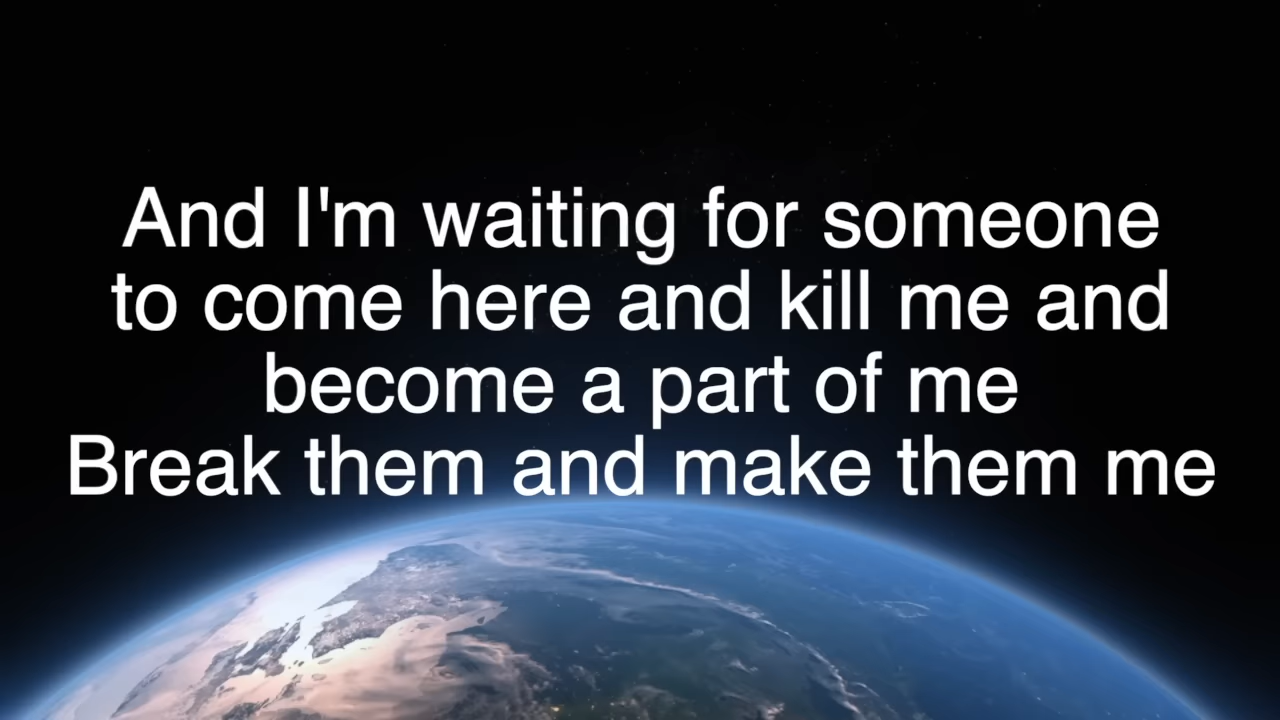 And I'm waiting for someone
to come here and kill me and
become a part of me
Break them and make them me